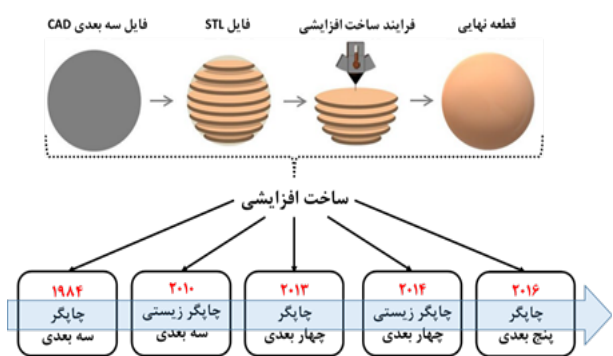 فایل سه بعدی CAD
فایل STL
فرایند ساخت افزایشی
قطعه نهایی
ساخت افزایشی
۱۹۸۴
چاپگر
سه بعدی
۲۰۱۰
چاپگر زیستی
سه بعدی
۲۰۱۳
چاپگر
چهار بعدی
۲۰۱۴
چاپگر زیستی
چهار بعدی
۲۰۱۶
چاپگر
پنج بعدی